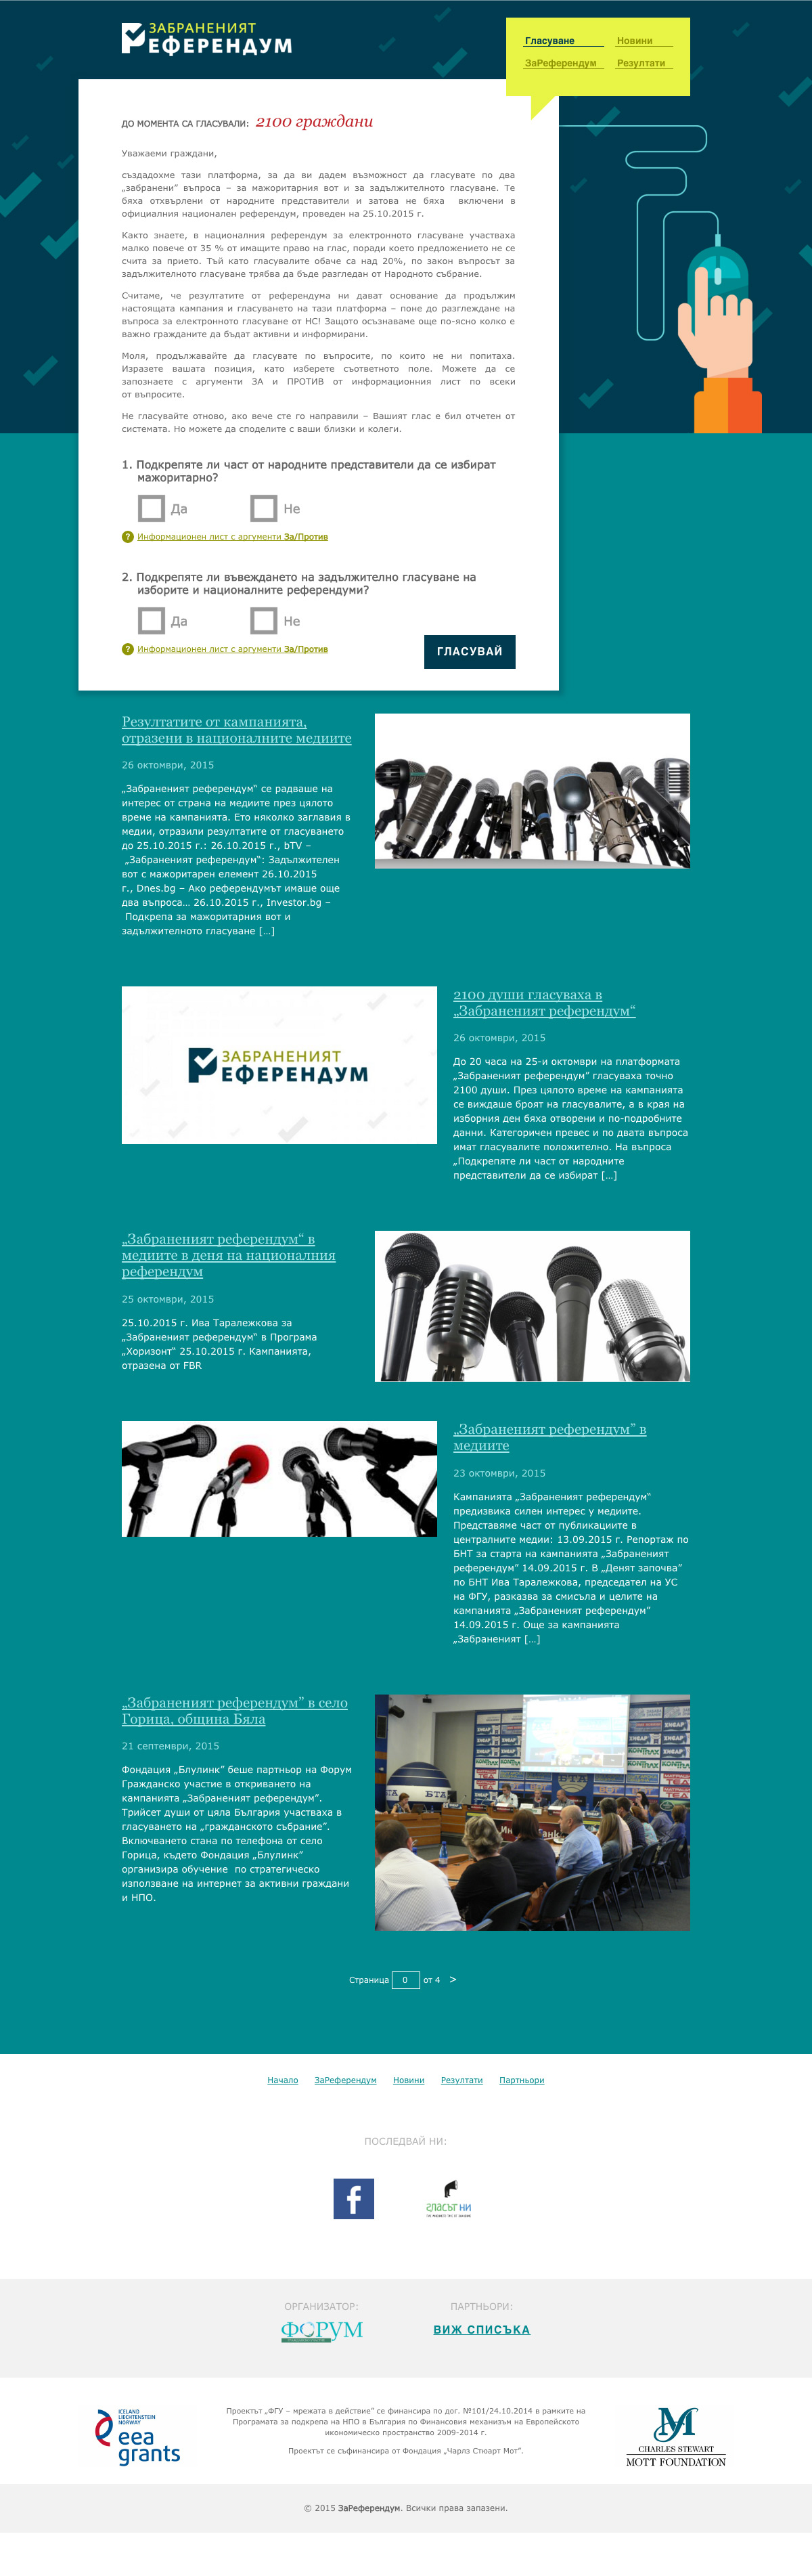 ЗАБРАНЕНИЯТ
РЕФЕРЕНДУМ
Гласуване
Новини
ЗаРеферендум
Резултати
ДО МОМЕНТА СА ГЛАСУВАЛИ: 2100 граждани
Уважаеми граждани,
създадохме тази платформа, за да ви дадем възможност да гласувате по два
„забранени” въпроса – за мажоритарния вот и за задължителното гласуване. Те
бяха отхвърлени от народните представители и затова не бяха включени в
официалния национален референдум, проведен на 25.10.2015 г.
Както знаете, в националния референдум за електронното гласуване участваха
малко повече от 35 % от имащите право на глас, поради което предложението не се
счита за прието. Тъй като гласувалите обаче са над 20%, по закон въпросът за
задължителното гласуване трябва да бъде разгледан от Народното събрание.
Считаме, че резултатите от референдума ни дават основание да продължим
настоящата кампания и гласуването на тази платформа – поне до разглеждане на
въпроса за електронното гласуване от НС! Защото осъзнаваме още по-ясно колко е
важно гражданите да бъдат активни и информирани.
Моля, продължавайте да гласувате по въпросите, по които не ни попитаха.
Изразете вашата позиция, като изберете съответното поле. Можете да се
запознаете с аргументи ЗА и ПРОТИВ от информационния лист по всеки
от въпросите.
Не гласувайте отново, ако вече сте го направили – Вашият глас е бил отчетен от
системата. Но можете да споделите с ваши близки и колеги.
1. Подкрепяте ли част от народните представители да се избират
мажоритарно?
Да
Не
? Информационен лист с аргументи За/Против
2. Подкрепяте ли въвеждането на задължително гласуване на
изборите и националните референдуми?
Да
Не
? Информационен лист с аргументи За/Против
ГЛАСУВАЙ
Резултатите от кампанията,
отразени в националните медиите
26 октомври, 2015
„Забраненият референдум“ се радваше на
интерес от страна на медиите през цялото
време на кампанията. Ето няколко заглавия в
медии, отразили резултатите от гласуването
до 25.10.2015 г.: 26.10.2015 г., bTV –
„Забраненият референдум“: Задължителен
вот с мажоритарен елемент 26.10.2015
г., Dnes.bg – Ако референдумът имаше още
два въпроса… 26.10.2015 г., Investor.bg –
Подкрепа за мажоритарния вот и
задължителното гласуване […]
ЗАБРАНЕНИЯТ
РЕФЕРЕНДУМ
2100 души гласуваха в
„Забраненият референдум“
26 октомври, 2015
До 20 часа на 25-и октомври на платформата
„Забраненият референдум” гласуваха точно
2100 души. През цялото време на кампанията
се виждаше броят на гласувалите, а в края на
изборния ден бяха отворени и по-подробните
данни. Категоричен превес и по двата въпроса
имат гласувалите положително. На въпроса
„Подкрепяте ли част от народните
представители да се избират […]
„Забраненият референдум“ в
медиите в деня на националния
референдум
25 октомври, 2015
25.10.2015 г. Ива Таралежкова за
„Забраненият референдум“ в Програма
„Хоризонт“ 25.10.2015 г. Кампанията,
отразена от FBR
„Забраненият референдум” в
медиите
23 октомври, 2015
Кампанията „Забраненият референдум“
предизвика силен интерес у медиите.
Представяме част от публикациите в
централните медии: 13.09.2015 г. Репортаж по
БНТ за старта на кампанията „Забраненият
референдум” 14.09.2015 г. В „Денят започва”
по БНТ Ива Таралежкова, председател на УС
на ФГУ, разказва за смисъла и целите на
кампанията „Забраненият референдум”
14.09.2015 г. Още за кампанията
„Забраненият […]
„Забраненият референдум” в село
Горица, община Бяла
21 септември, 2015
Фондация „Блулинк” беше партньор на Форум
Гражданско участие в откриването на
кампанията „Забраненият референдум”.
Трийсет души от цяла България участваха в
гласуването на „гражданското събрание”.
Включването стана по телефона от село
Горица, където Фондация „Блулинк”
организира обучение по стратегическо
използване на интернет за активни граждани
и НПО.
БТА
Страница 0 от 4 >
Начало
ЗаРеферендум
Новини
Резултати
Партньори
ПОСЛЕДВАЙ НИ:
f
гласът ни
ОРГАНИЗАТОР:
ПАРТНЬОРИ:
ФОРУМ
ВИЖ СПИСЪКА
ICELAND
LIECHTENSTEIN
NORWAY
eea
grants
Проектът „ФГУ – мрежата в действие” се финансира по дог. №101/24.10.2014 в рамките на
Програмата за подкрепа на НПО в България по Финансовия механизъм на Европейското
икономическо пространство 2009-2014 г.
Проектът се съфинансира от Фондация „Чарлз Стюарт Мот”.
CHARLES STEWART
MOTT FOUNDATION
© 2015 ЗаРеферендум. Всички права запазени.